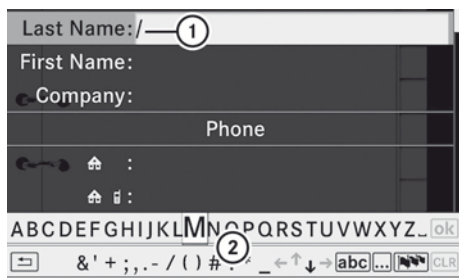 Last Name:/ 1
First Name:
Company:
Phone
:
:
ABCDEFGHIJKLMNOPQRSTUVWXYZ_ ok
2
&'+;,.-/()#:*_←↑↓→ abc ... CLR